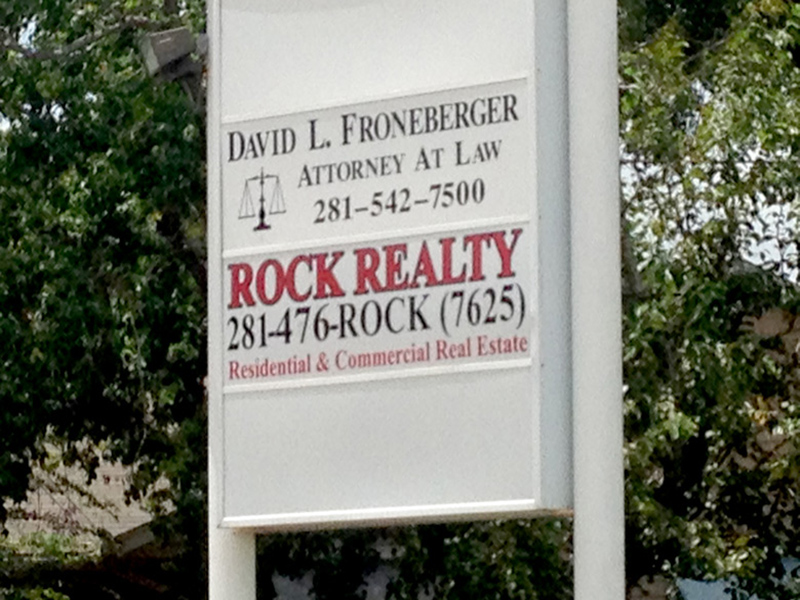 DAVID L. FRONEBERGER
ATTORNEY AT LAW
281-542-7500
ROCK REALTY
281-476-ROCK (7625)
Residential & Commercial Real Estate